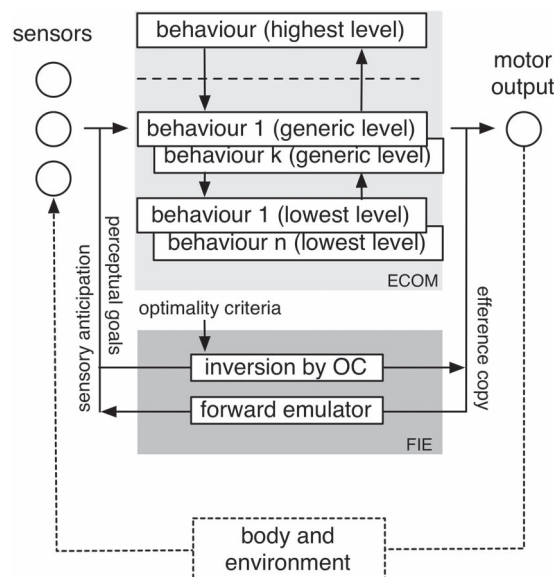 sensors
behaviour (highest level)
motor
output
behaviour 1 (generic level)
behaviour k (generic level)
behaviour 1 (lowest level)
behaviour n (lowest level)
ECOM
sensory anticipation
perceptual goals
optimality criteria
efference copy
inversion by OC
forward emulator
FIE
body and
environment